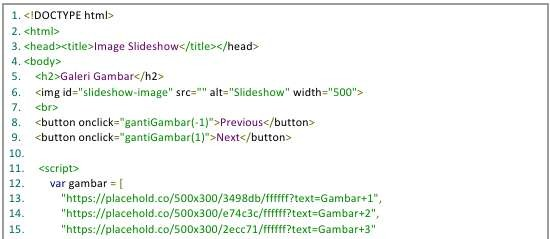 1. <!DOCTYPE html>
2. <html>
3. <head><title>Image Slideshow</title></head>
4. <body>
5. <h2>Galeri Gambar</h2>
6. <img id="slideshow-image" src="" alt="Slideshow" width="500">
7. <br>
8. <button onclick="gantiGambar(-1)">Previous</button>
9. <button onclick="gantiGambar(1)">Next</button>
10.
11. <script>
12. var gambar = [
13. "https://placehold.co/500x300/3498db/ffffff?text=Gambar+1",
14. "https://placehold.co/500x300/e74c3c/ffffff?text=Gambar+2",
15. "https://placehold.co/500x300/2ecc71/ffffff?text=Gambar+3"